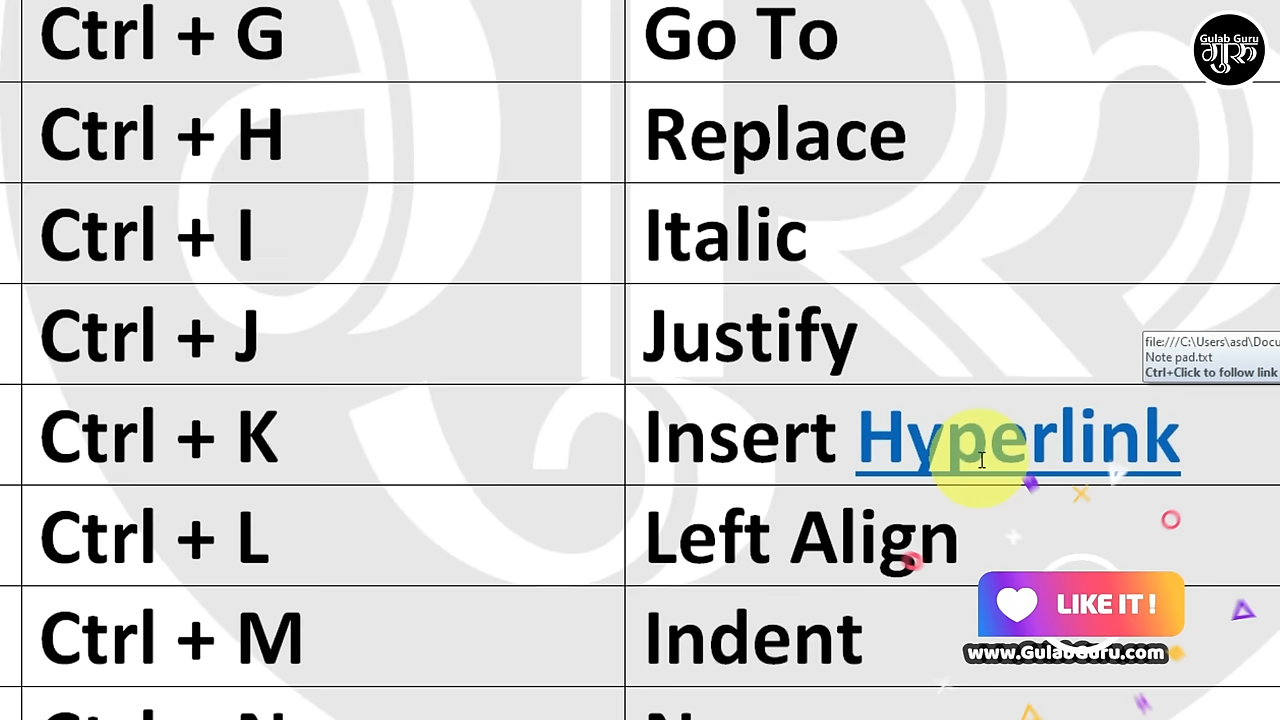 Ctrl + G Go To
Gulab Guru
गुरू
Ctrl + H Replace
Ctrl + I Italic
Ctrl + J Justify
file:///C:\Users\asd\Docu
Note pad.txt
Ctrl+Click to follow link
Ctrl + K Insert Hyperlink
Ctrl + L Left Align
LIKE IT !
Ctrl + M Indent
www.GulabGuru.com